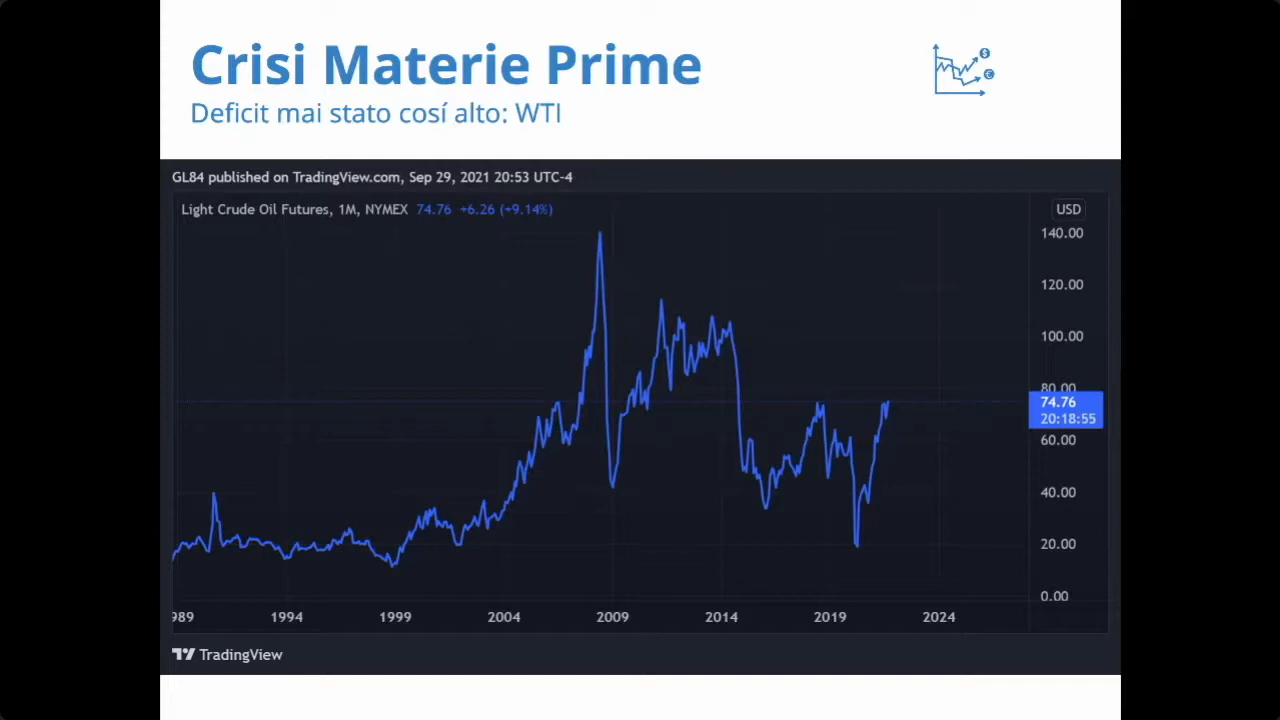 Crisi Materie Prime
Deficit mai stato cosí alto: WTI
$
€
GL84 published on TradingView.com, Sep 29, 2021 20:53 UTC-4
Light Crude Oil Futures, 1M, NYMEX 74.76 +6.26 (+9.14%)
USD
140.00
120.00
100.00
80.00
74.76
20:18:55
60.00
40.00
20.00
0.00
989 1994 1999 2004 2009 2014 2019 2024
TradingView